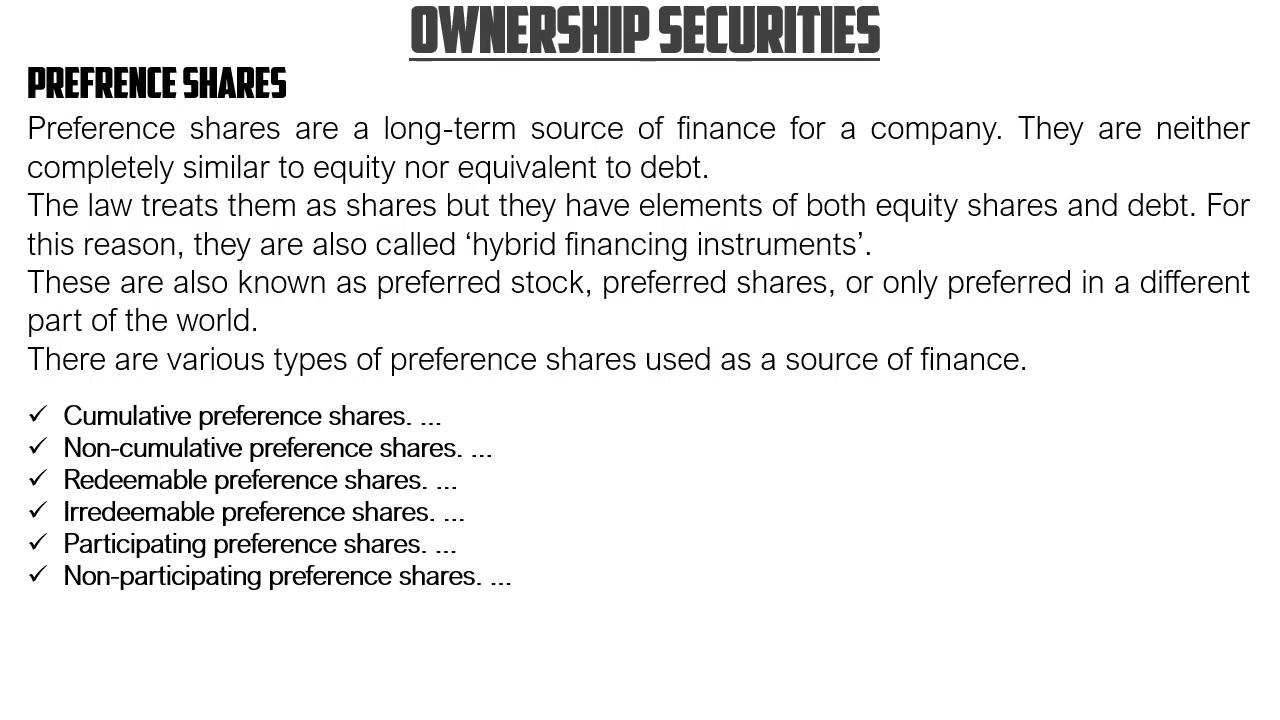 OWNERSHIP SECURITIES
PREFRENCE SHARES
Preference shares are a long-term source of finance for a company. They are neither
completely similar to equity nor equivalent to debt.
The law treats them as shares but they have elements of both equity shares and debt. For
this reason, they are also called ‘hybrid financing instruments’.
These are also known as preferred stock, preferred shares, or only preferred in a different
part of the world.
There are various types of preference shares used as a source of finance.
✓ Cumulative preference shares. ...
✓ Non-cumulative preference shares. ...
✓ Redeemable preference shares. ...
✓ Irredeemable preference shares. ...
✓ Participating preference shares. ...
✓ Non-participating preference shares. ...